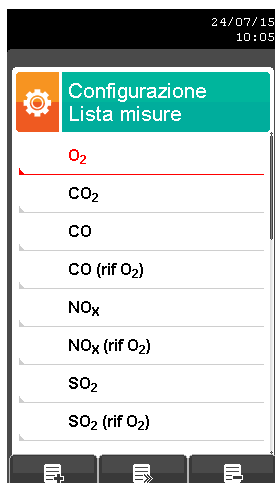 24/07/15
10:05
Configurazione
Lista misure
O₂
CO₂
CO
CO (rif O₂)
NOX
NOX (rif O₂)
SO₂
SO₂ (rif O₂)